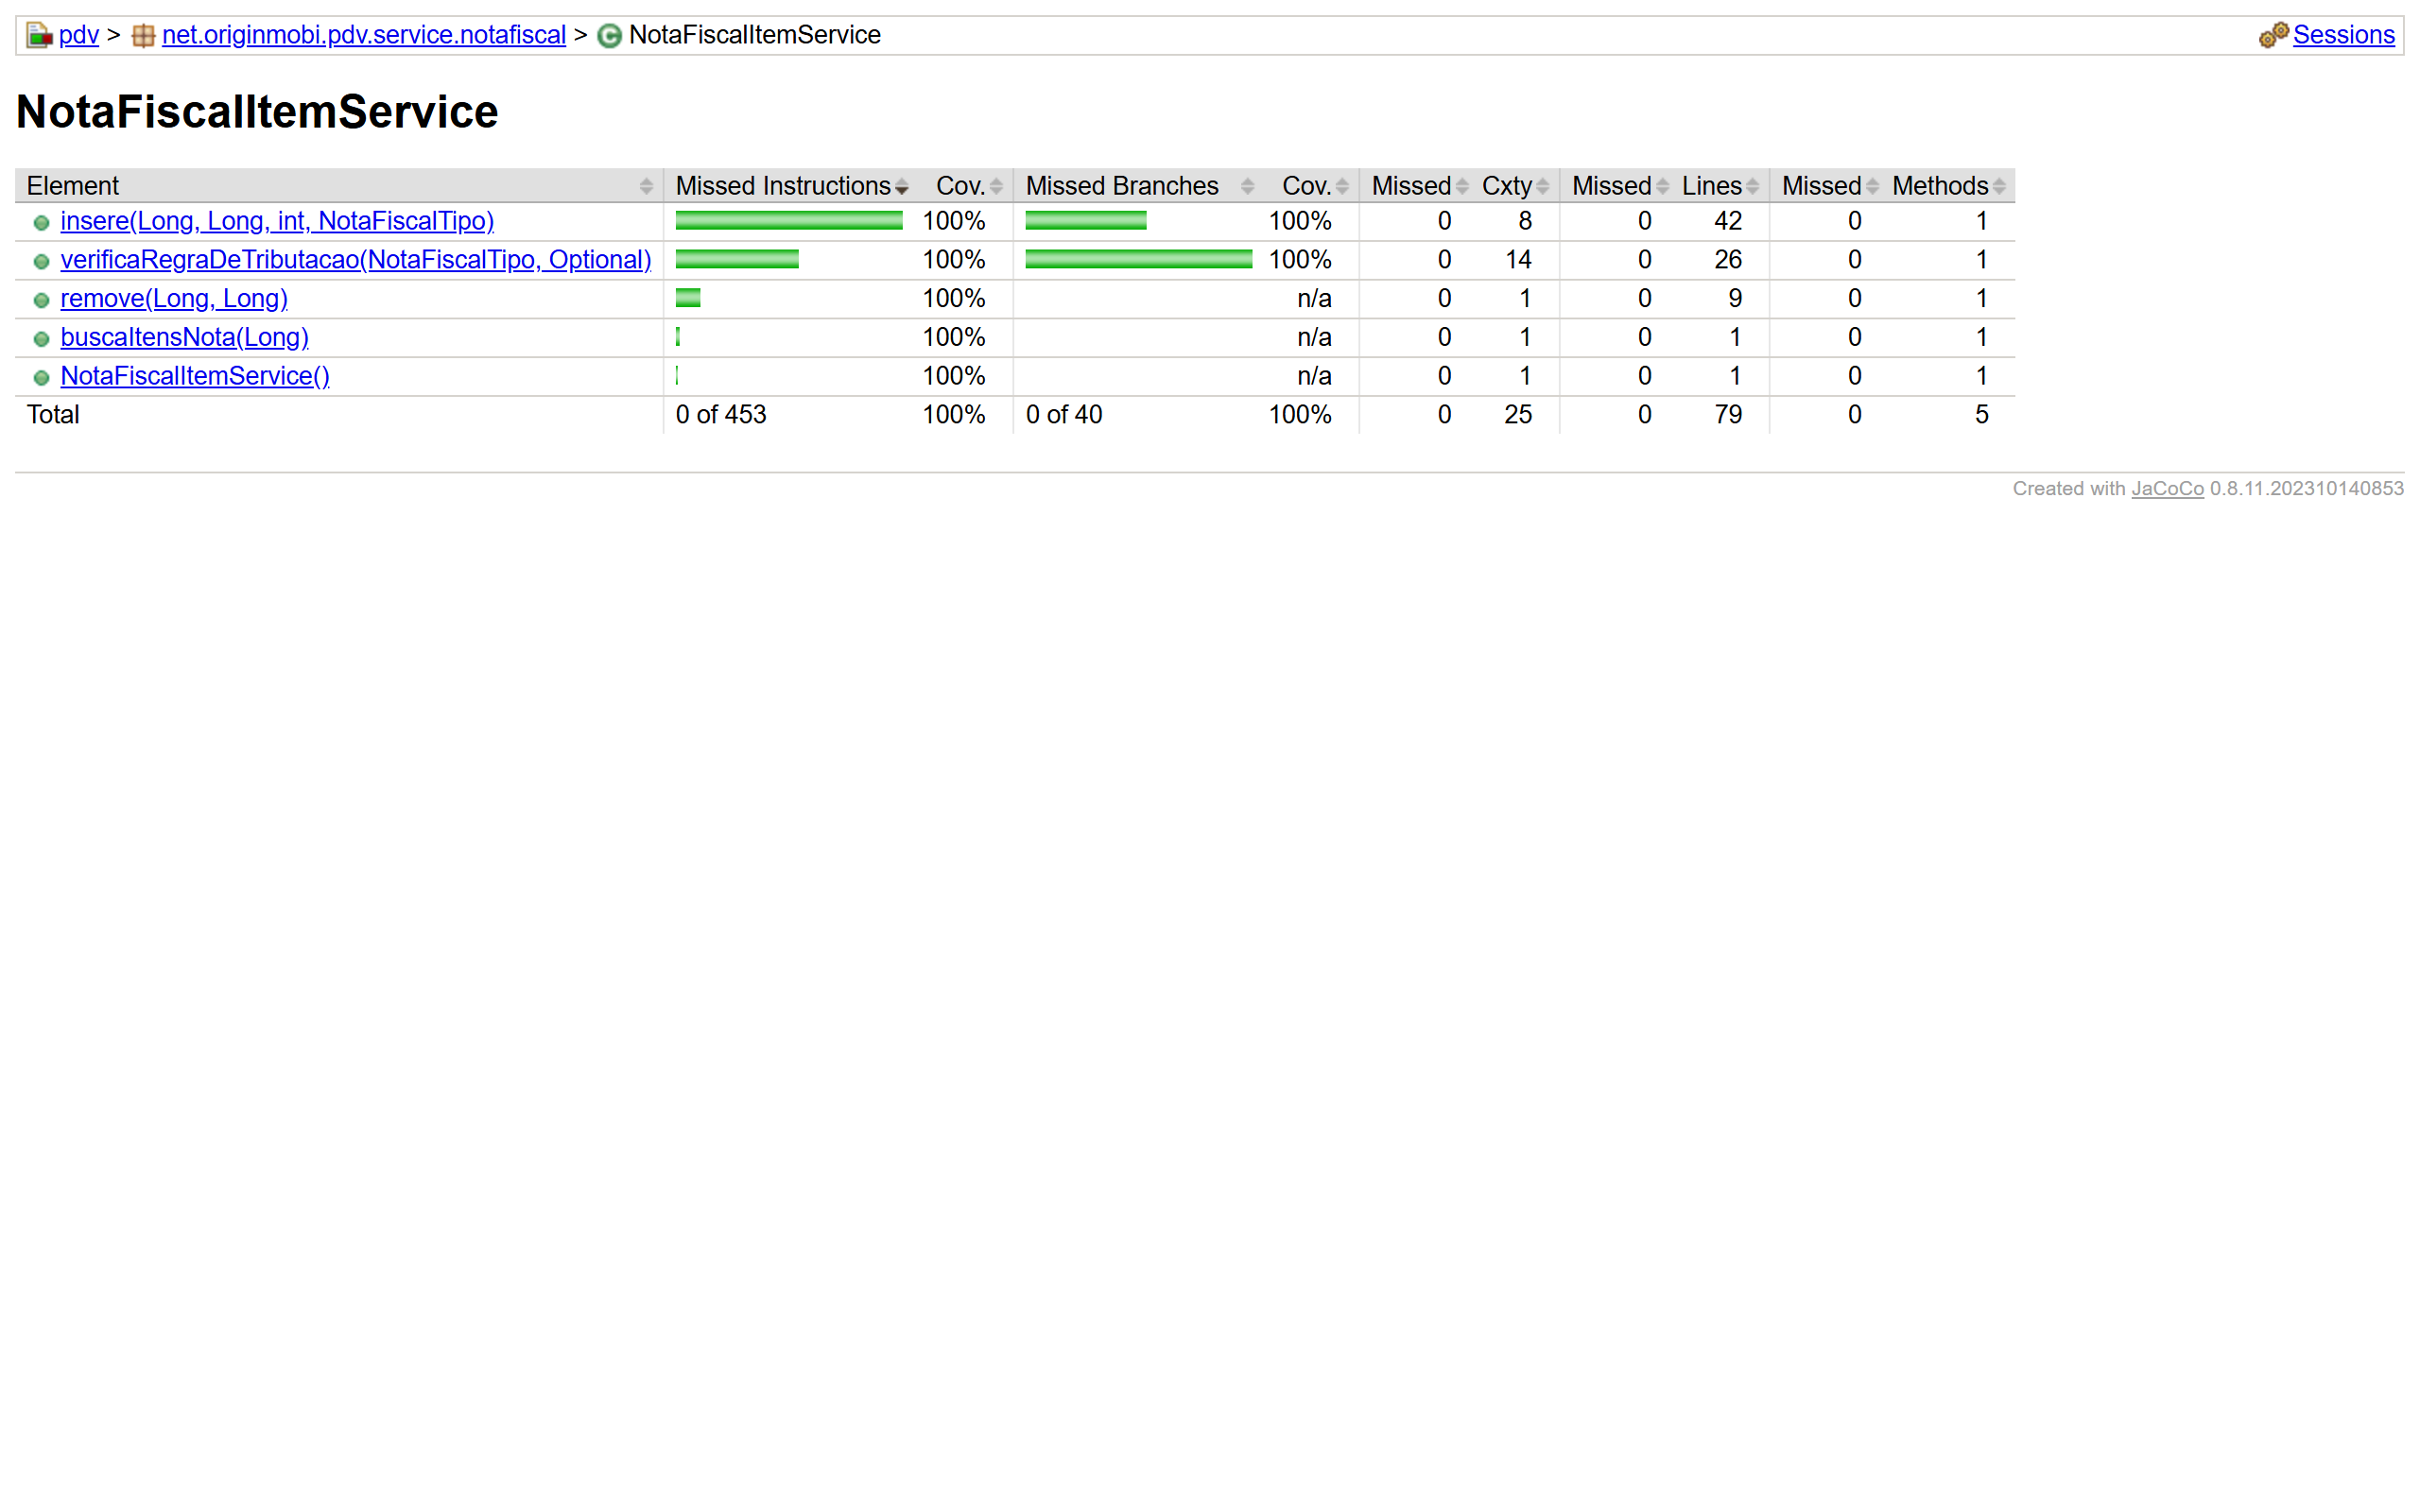 pdv > net.originmobi.pdv.service.notafiscal > NotaFiscalItemService Sessions
NotaFiscalItemService
Element Missed Instructions Cov. Missed Branches Cov. Missed Cxty Missed Lines Missed Methods
insere(Long, Long, int, NotaFiscalTipo) 100% 100% 0 8 0 42 0 1
verificaRegraDeTributacao(NotaFiscalTipo, Optional) 100% 100% 0 14 0 26 0 1
remove(Long, Long) 100% n/a 0 1 0 9 0 1
buscaItensNota(Long) 100% n/a 0 1 0 1 0 1
NotaFiscalItemService() 100% n/a 0 1 0 1 0 1
Total 0 of 453 100% 0 of 40 100% 0 25 0 79 0 5
Created with JaCoCo 0.8.11.202310140853